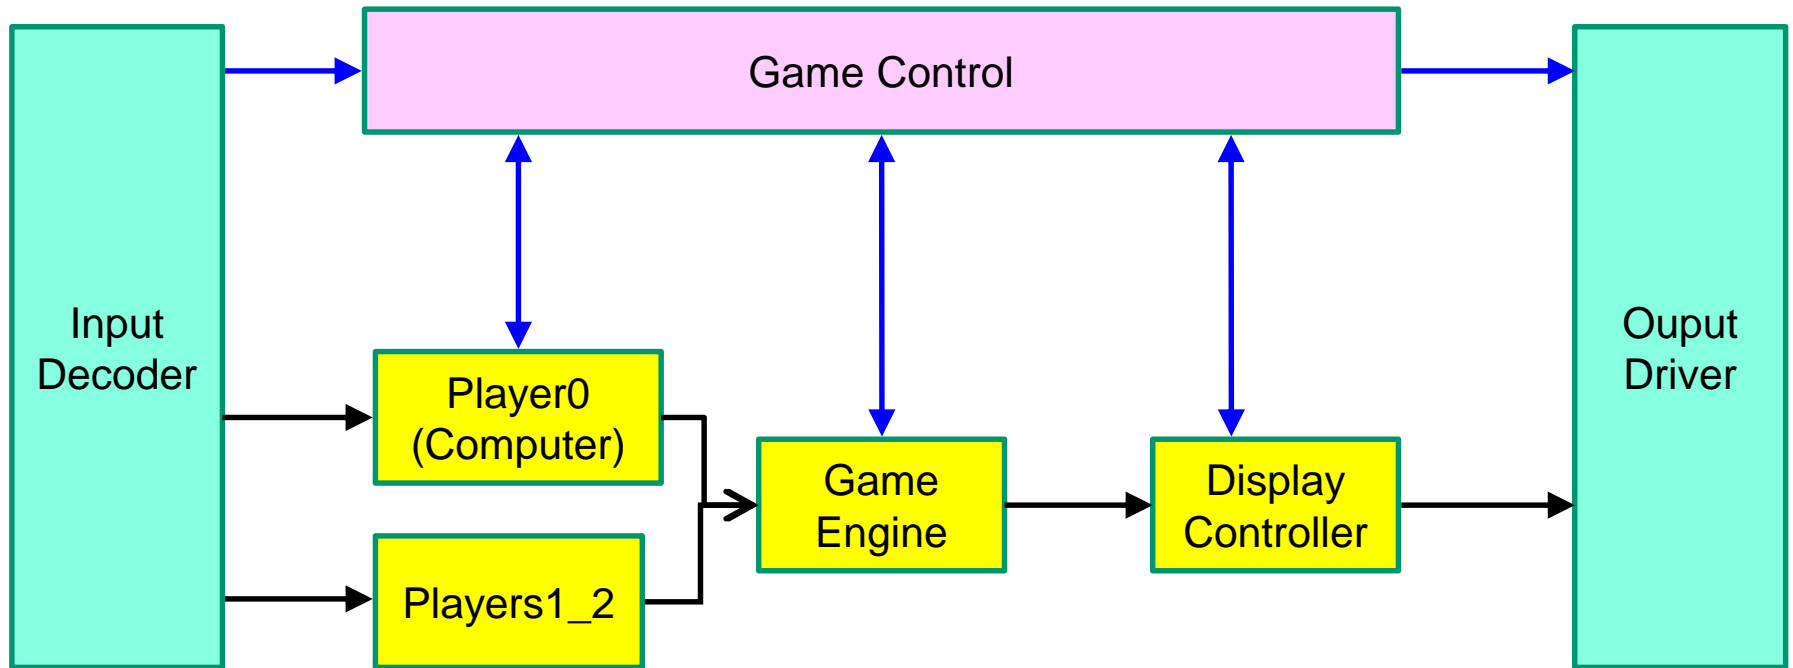 Game Control
Input
Decoder
Player0
(Computer)
Players1_2
Game
Engine
Display
Controller
Ouput
Driver